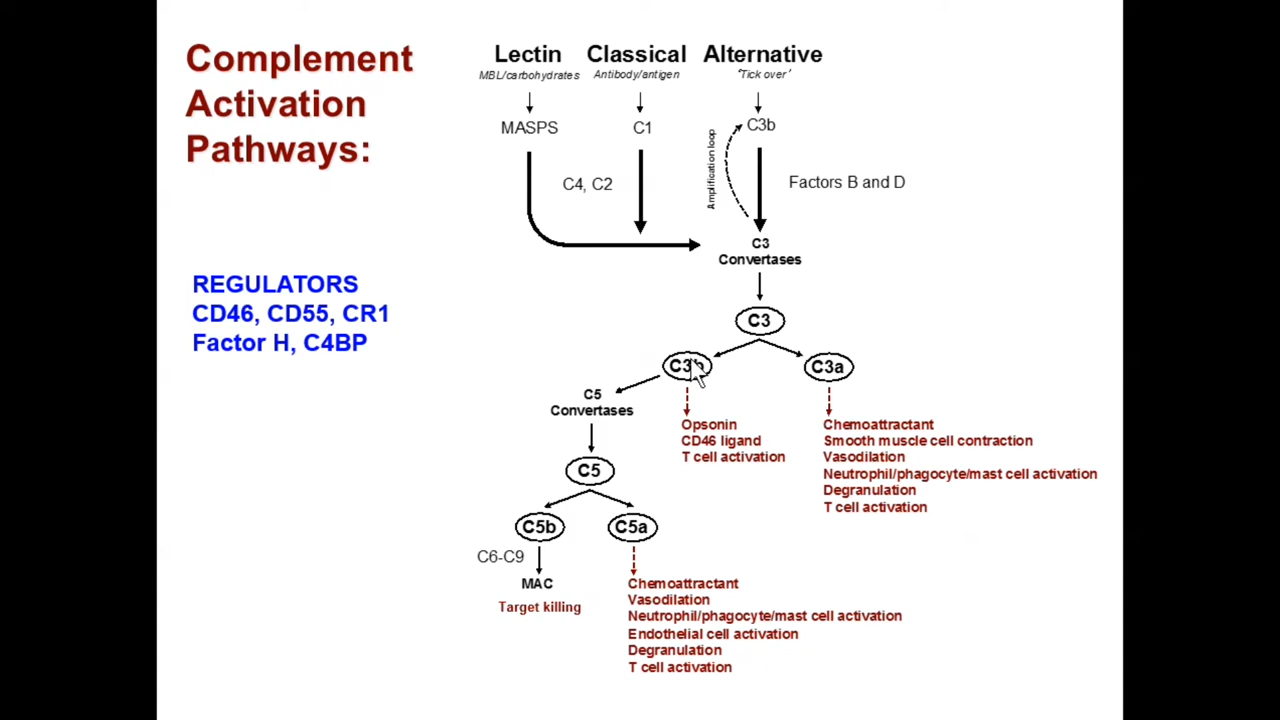 Complement
Activation
Pathways:
REGULATORS
CD46, CD55, CR1
Factor H, C4BP
Lectin
MBL/carbohydrates
MASPS
Classical
Antibody/antigen
C1
Alternative
'Tick over'
C3b
C4, C2
Amplification loop
Factors B and D
C3
Convertases
C3
C3b
C3a
C5
Convertases
Opsonin
CD46 ligand
T cell activation
Chemoattractant
Smooth muscle cell contraction
Vasodilation
Neutrophil/phagocyte/mast cell activation
Degranulation
T cell activation
C5
C5b
C5a
C6-C9
MAC
Target killing
Chemoattractant
Vasodilation
Neutrophil/phagocyte/mast cell activation
Endothelial cell activation
Degranulation
T cell activation